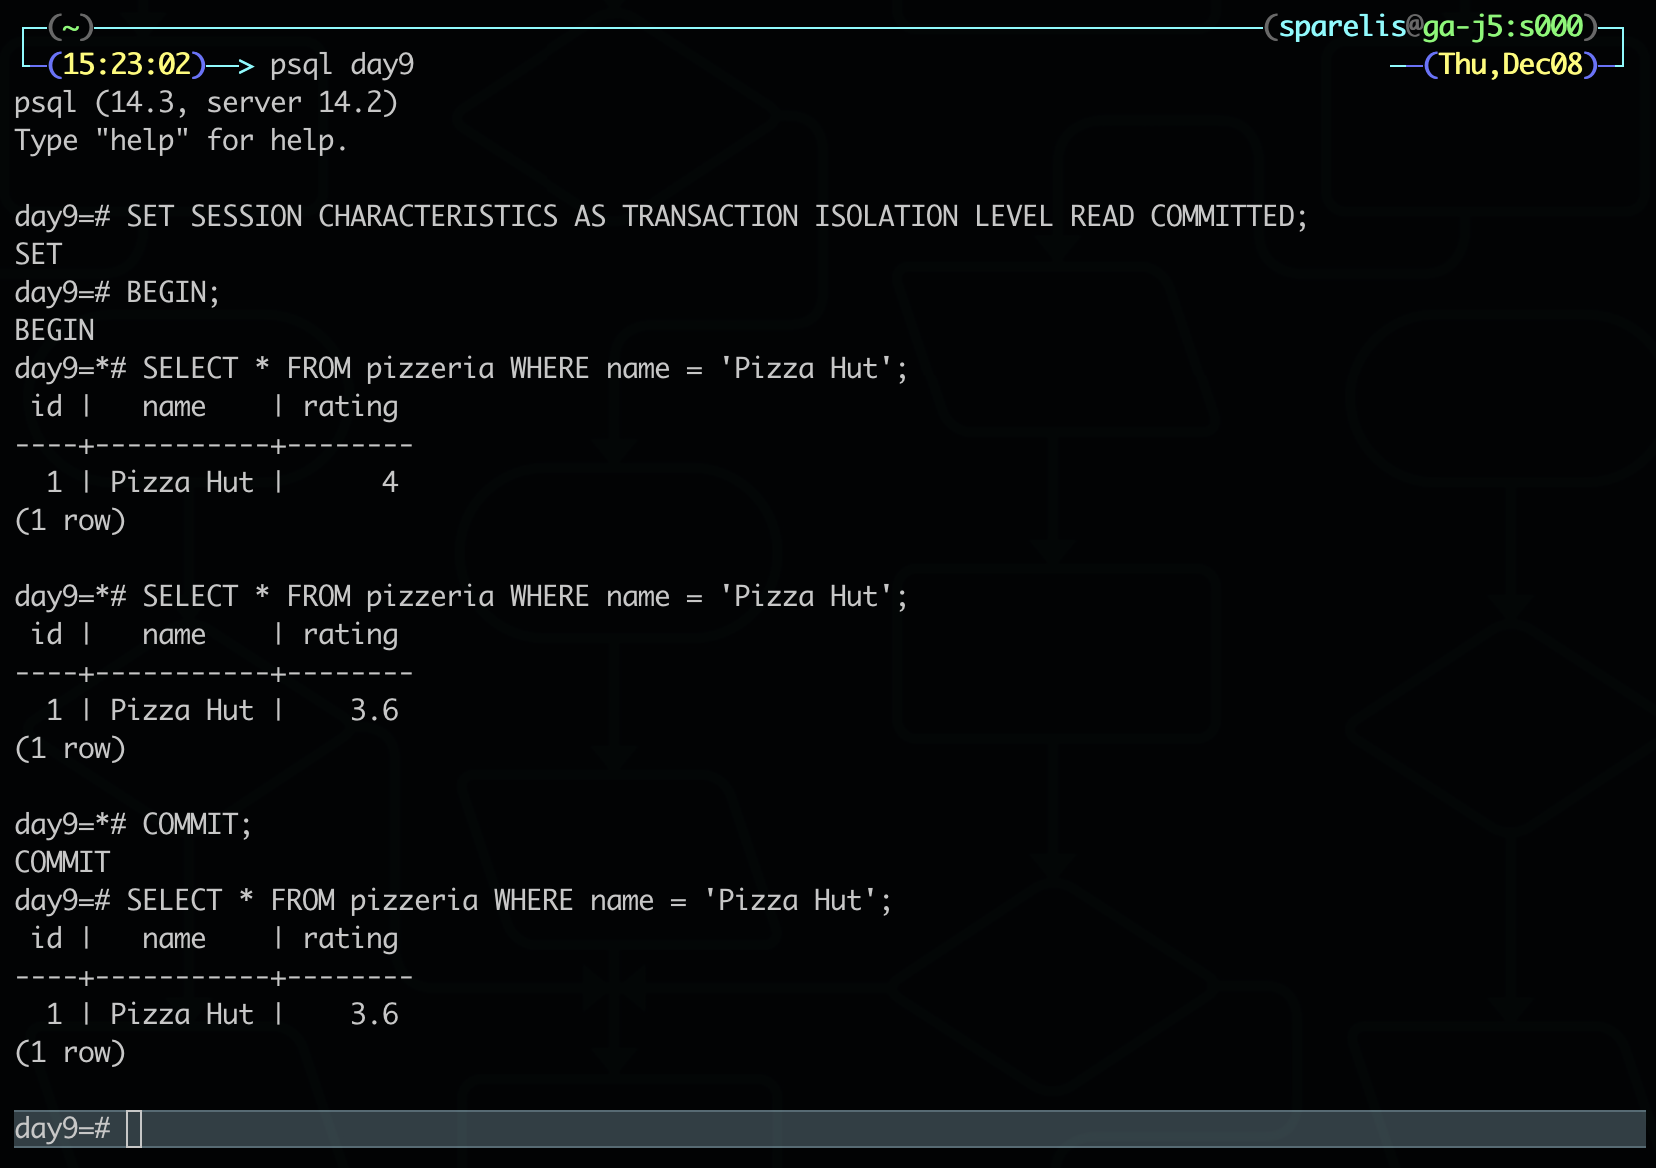 (~) (sparelis@ga-j5:s000)
(15:23:02)—> psql day9 (Thu,Dec08)
psql (14.3, server 14.2)
Type "help" for help.
day9=# SET SESSION CHARACTERISTICS AS TRANSACTION ISOLATION LEVEL READ COMMITTED;
SET
day9=# BEGIN;
BEGIN
day9=*# SELECT * FROM pizzeria WHERE name = 'Pizza Hut';
 id |   name    | rating
----+-----------+--------
  1 | Pizza Hut |      4
(1 row)
day9=*# SELECT * FROM pizzeria WHERE name = 'Pizza Hut';
 id |   name    | rating
----+-----------+--------
  1 | Pizza Hut |    3.6
(1 row)
day9=*# COMMIT;
COMMIT
day9=# SELECT * FROM pizzeria WHERE name = 'Pizza Hut';
 id |   name    | rating
----+-----------+--------
  1 | Pizza Hut |    3.6
(1 row)
day9=#